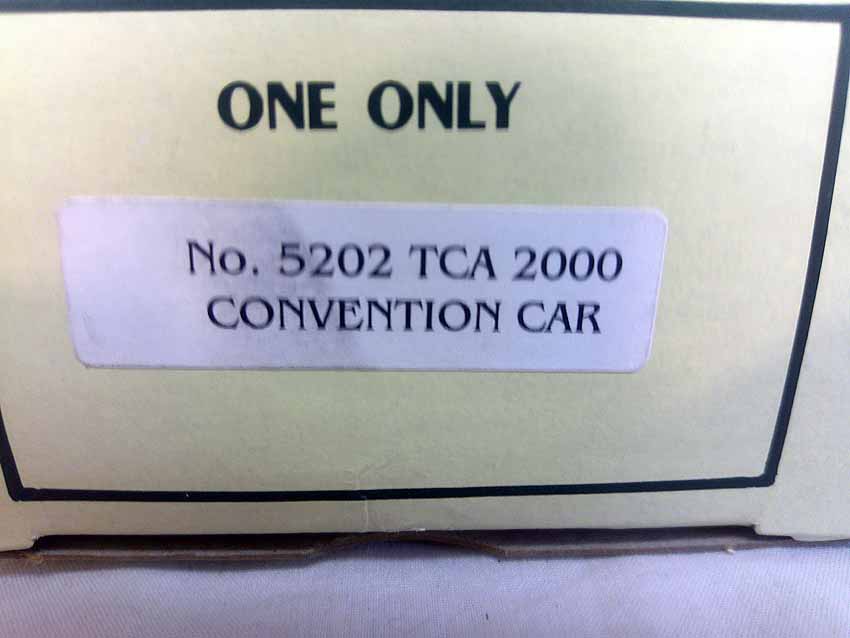 ONE ONLY
No. 5202 TCA 2000
CONVENTION CAR